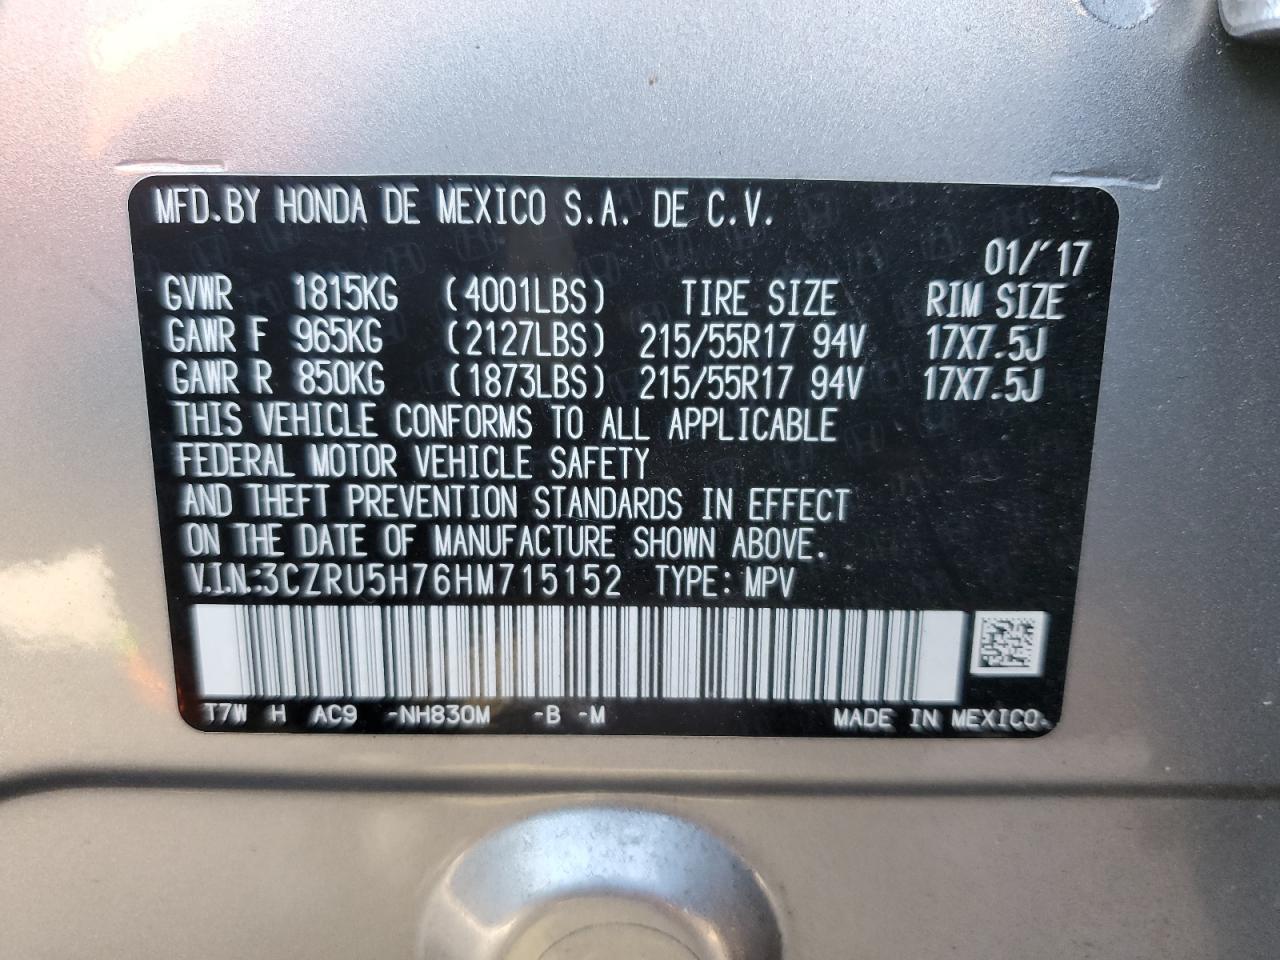 MFD.BY HONDA DE MEXICO S.A. DE C.V.
01/'17
GVWR 1815KG (4001LBS) TIRE SIZE RIM SIZE
GAWR F 965KG (2127LBS) 215/55R17 94V 17X7.5J
GAWR R 850KG (1873LBS) 215/55R17 94V 17X7.5J
THIS VEHICLE CONFORMS TO ALL APPLICABLE
FEDERAL MOTOR VEHICLE SAFETY
AND THEFT PREVENTION STANDARDS IN EFFECT
ON THE DATE OF MANUFACTURE SHOWN ABOVE.
V.I.N.:3CZRU5H76HM715152 TYPE: MPV
T7W H AC9 -NH830M -B -M MADE IN MEXICO